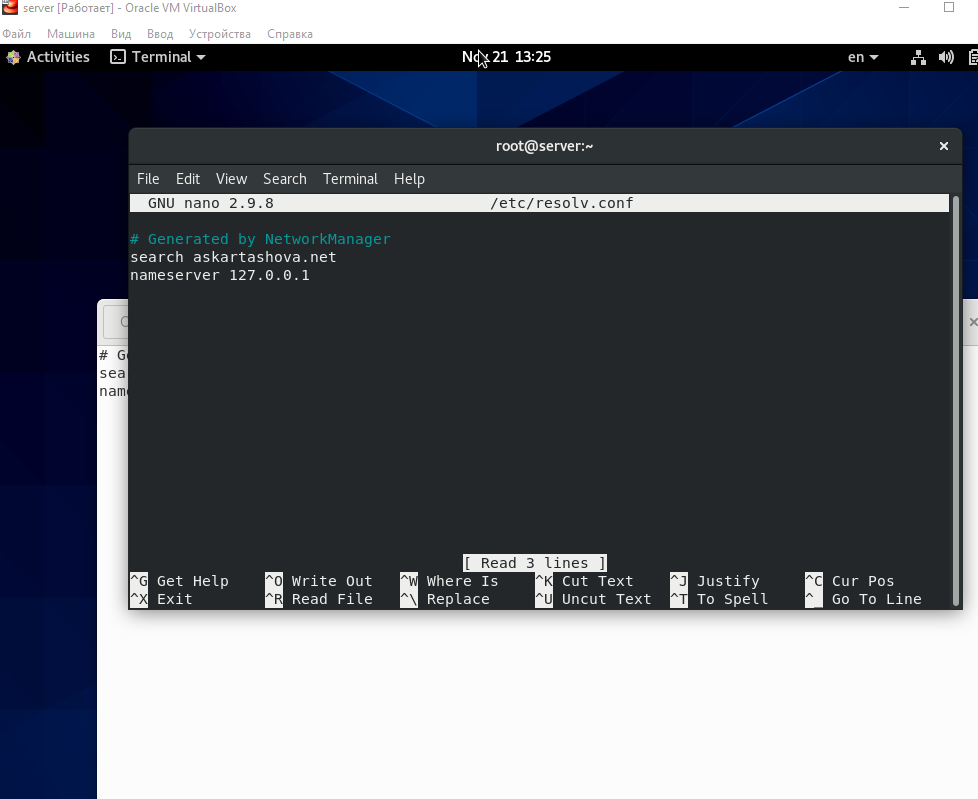 server [Работает] - Oracle VM VirtualBox
Файл Машина Вид Ввод Устройства Справка
Activities Terminal Nov 21 13:25 en
root@server:~
File Edit View Search Terminal Help
GNU nano 2.9.8 /etc/resolv.conf
# Generated by NetworkManager
search askartashova.net
nameserver 127.0.0.1
# G
sea
name
[ Read 3 lines ]
^G Get Help ^O Write Out ^W Where Is ^K Cut Text ^J Justify ^C Cur Pos
^X Exit ^R Read File ^\ Replace ^U Uncut Text ^T To Spell ^_ Go To Line